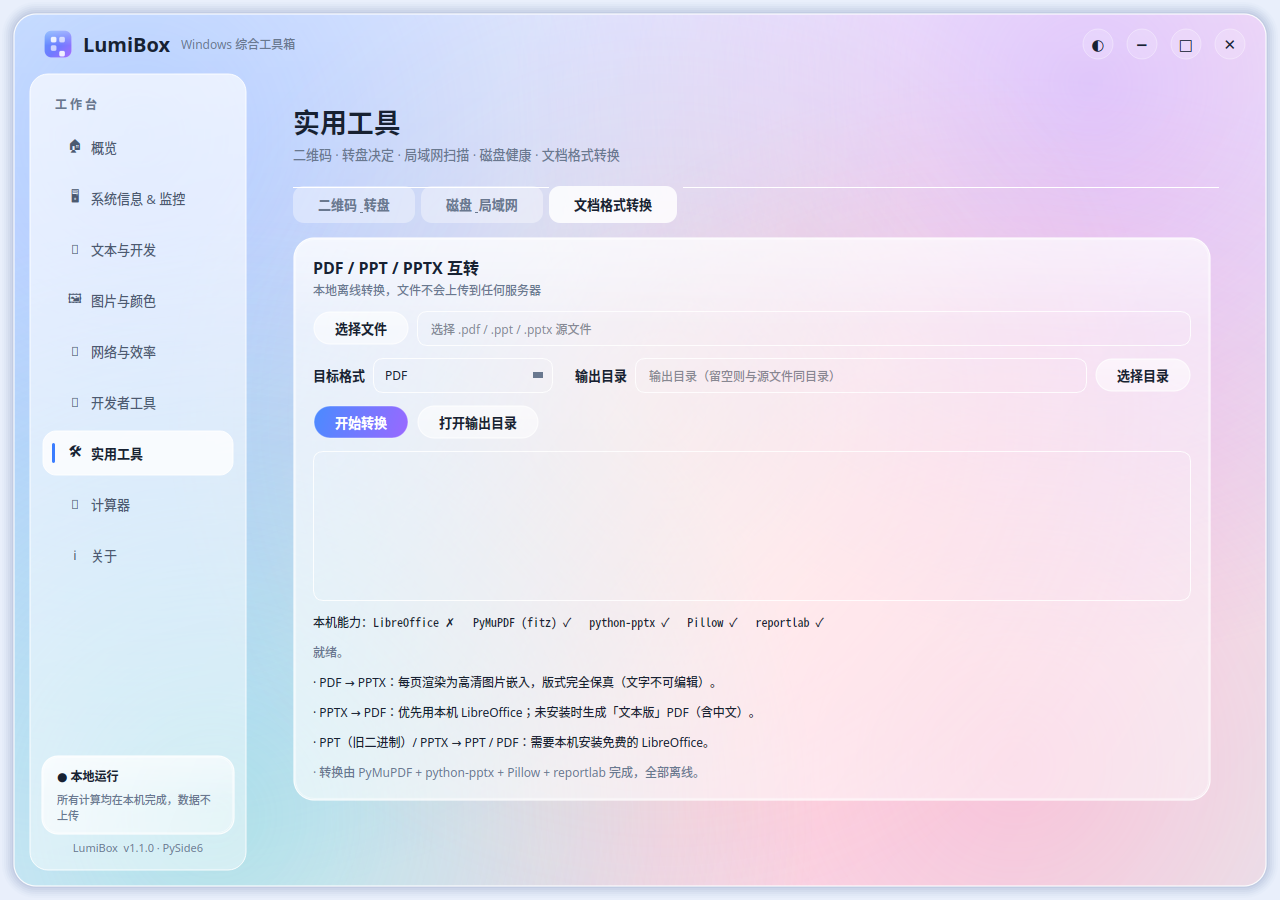 LumiBox Windows 综合工具箱
工作台
概览
系统信息 & 监控
文本与开发
图片与颜色
网络与效率
开发者工具
实用工具
计算器
i 关于
● 本地运行
所有计算均在本机完成，数据不
上传
LumiBox v1.1.0 · PySide6
实用工具
二维码 · 转盘决定 · 局域网扫描 · 磁盘健康 · 文档格式转换
二维码 _转盘 磁盘 _局域网 文档格式转换
PDF / PPT / PPTX 互转
本地离线转换，文件不会上传到任何服务器
选择文件 选择 .pdf / .ppt / .pptx 源文件
目标格式 PDF 输出目录 输出目录（留空则与源文件同目录） 选择目录
开始转换 打开输出目录
本机能力：LibreOffice ✗ PyMuPDF (fitz) ✓ python-pptx ✓ Pillow ✓ reportlab ✓
就绪。
· PDF → PPTX：每页渲染为高清图片嵌入，版式完全保真（文字不可编辑）。
· PPTX → PDF：优先用本机 LibreOffice；未安装时生成「文本版」PDF（含中文）。
· PPT（旧二进制）/ PPTX → PPT / PDF：需要本机安装免费的 LibreOffice。
· 转换由 PyMuPDF + python-pptx + Pillow + reportlab 完成，全部离线。